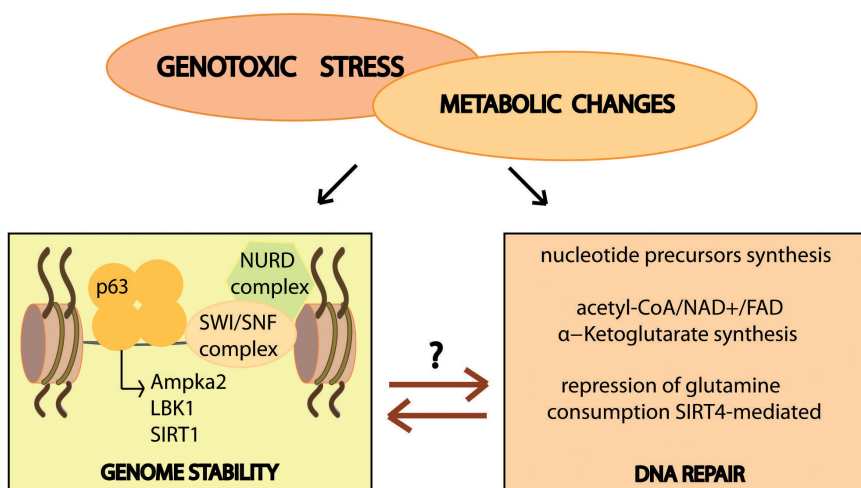 GENOTOXIC STRESS
METABOLIC CHANGES
p63
NURD
complex
SWI/SNF
complex
Ampka2
LBK1
SIRT1
GENOME STABILITY
?
nucleotide precursors synthesis
acetyl-CoA/NAD+/FAD
α–Ketoglutarate synthesis
repression of glutamine
consumption SIRT4-mediated
DNA REPAIR